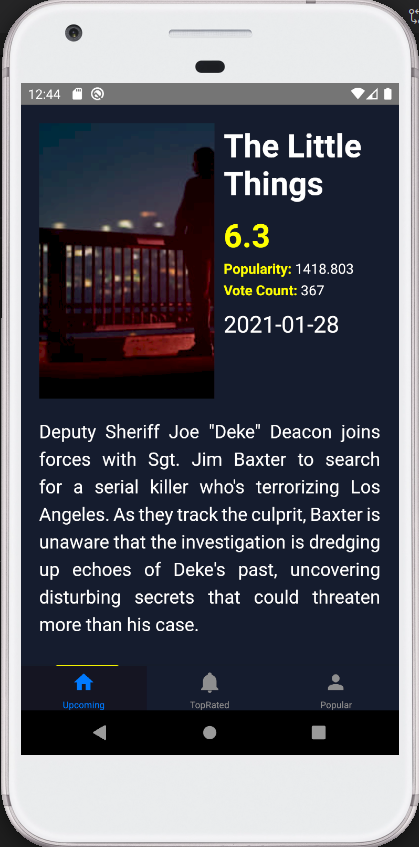 12:44
The Little
Things
6.3
Popularity: 1418.803
Vote Count: 367
2021-01-28
Deputy Sheriff Joe "Deke" Deacon joins
forces with Sgt. Jim Baxter to search
for a serial killer who's terrorizing Los
Angeles. As they track the culprit, Baxter is
unaware that the investigation is dredging
up echoes of Deke's past, uncovering
disturbing secrets that could threaten
more than his case.
Upcoming
TopRated
Popular